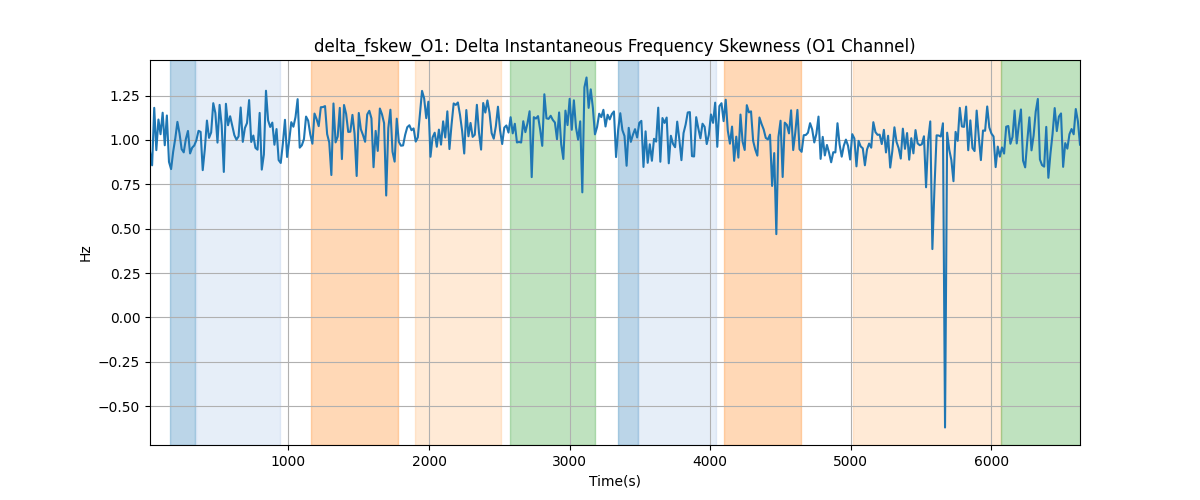 delta_fskew_O1: Delta Instantaneous Frequency Skewness (O1 Channel)
Hz
1.25
1.00
0.75
0.50
0.25
0.00
−0.25
−0.50
1000 2000 3000 4000 5000 6000
Time(s)